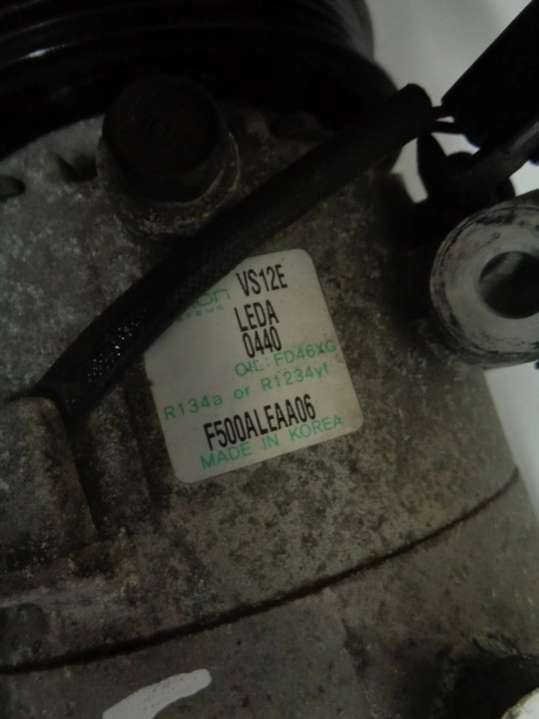 VS12E
LEDA
0440
OIL:FD46XG
R134a or R1234yf
F500ALEAA06
MADE IN KOREA